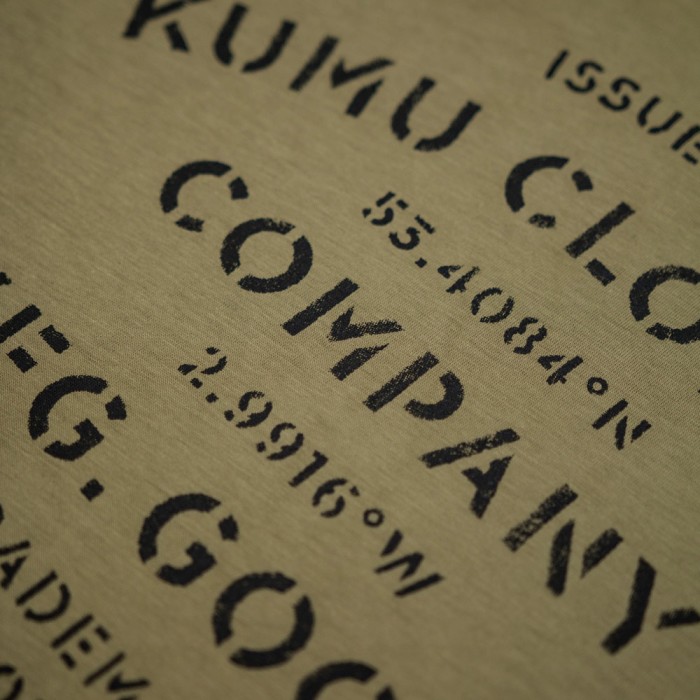 KUMU CLO
ISSUE
COMPANY
53.4084°N
2.9916°W
EG. GOO
ADEM